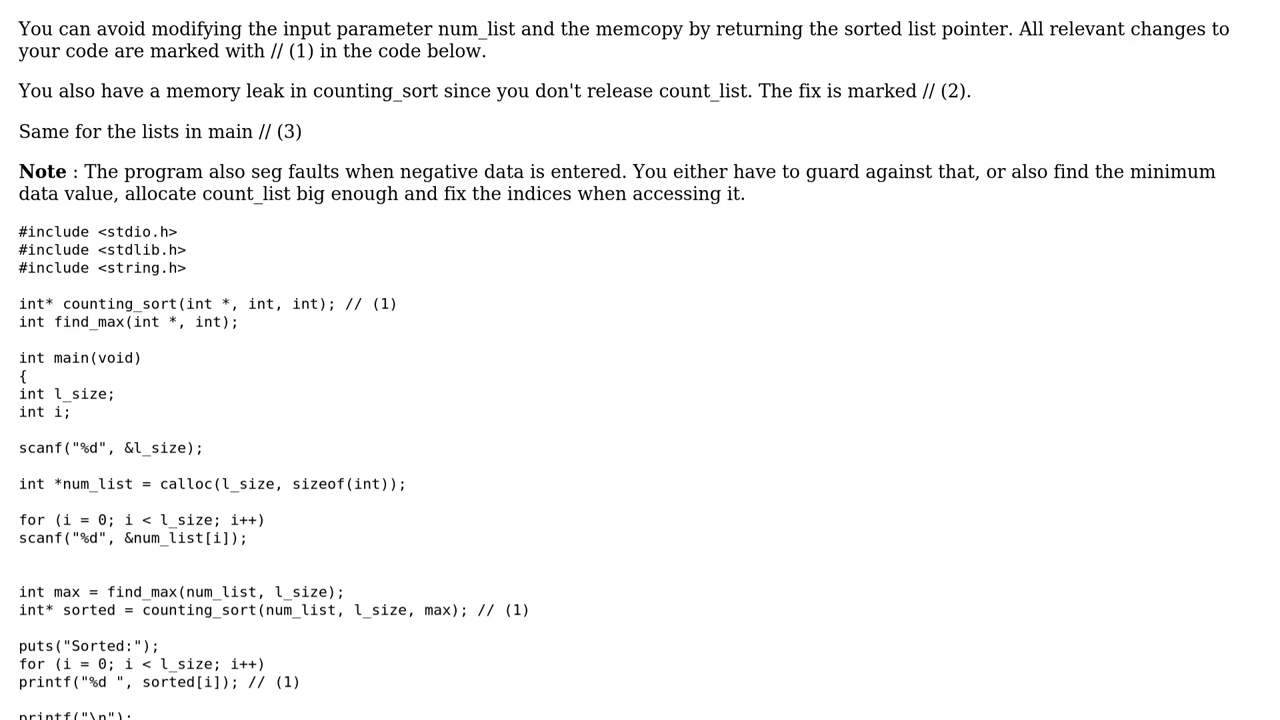 You can avoid modifying the input parameter num_list and the memcopy by returning the sorted list pointer. All relevant changes to
your code are marked with // (1) in the code below.
You also have a memory leak in counting_sort since you don't release count_list. The fix is marked // (2).
Same for the lists in main // (3)
Note : The program also seg faults when negative data is entered. You either have to guard against that, or also find the minimum
data value, allocate count_list big enough and fix the indices when accessing it.
#include <stdio.h>
#include <stdlib.h>
#include <string.h>
int* counting_sort(int *, int, int); // (1)
int find_max(int *, int);
int main(void)
{
int l_size;
int i;
scanf("%d", &l_size);
int *num_list = calloc(l_size, sizeof(int));
for (i = 0; i < l_size; i++)
scanf("%d", &num_list[i]);
int max = find_max(num_list, l_size);
int* sorted = counting_sort(num_list, l_size, max); // (1)
puts("Sorted:");
for (i = 0; i < l_size; i++)
printf("%d ", sorted[i]); // (1)
printf("\n");